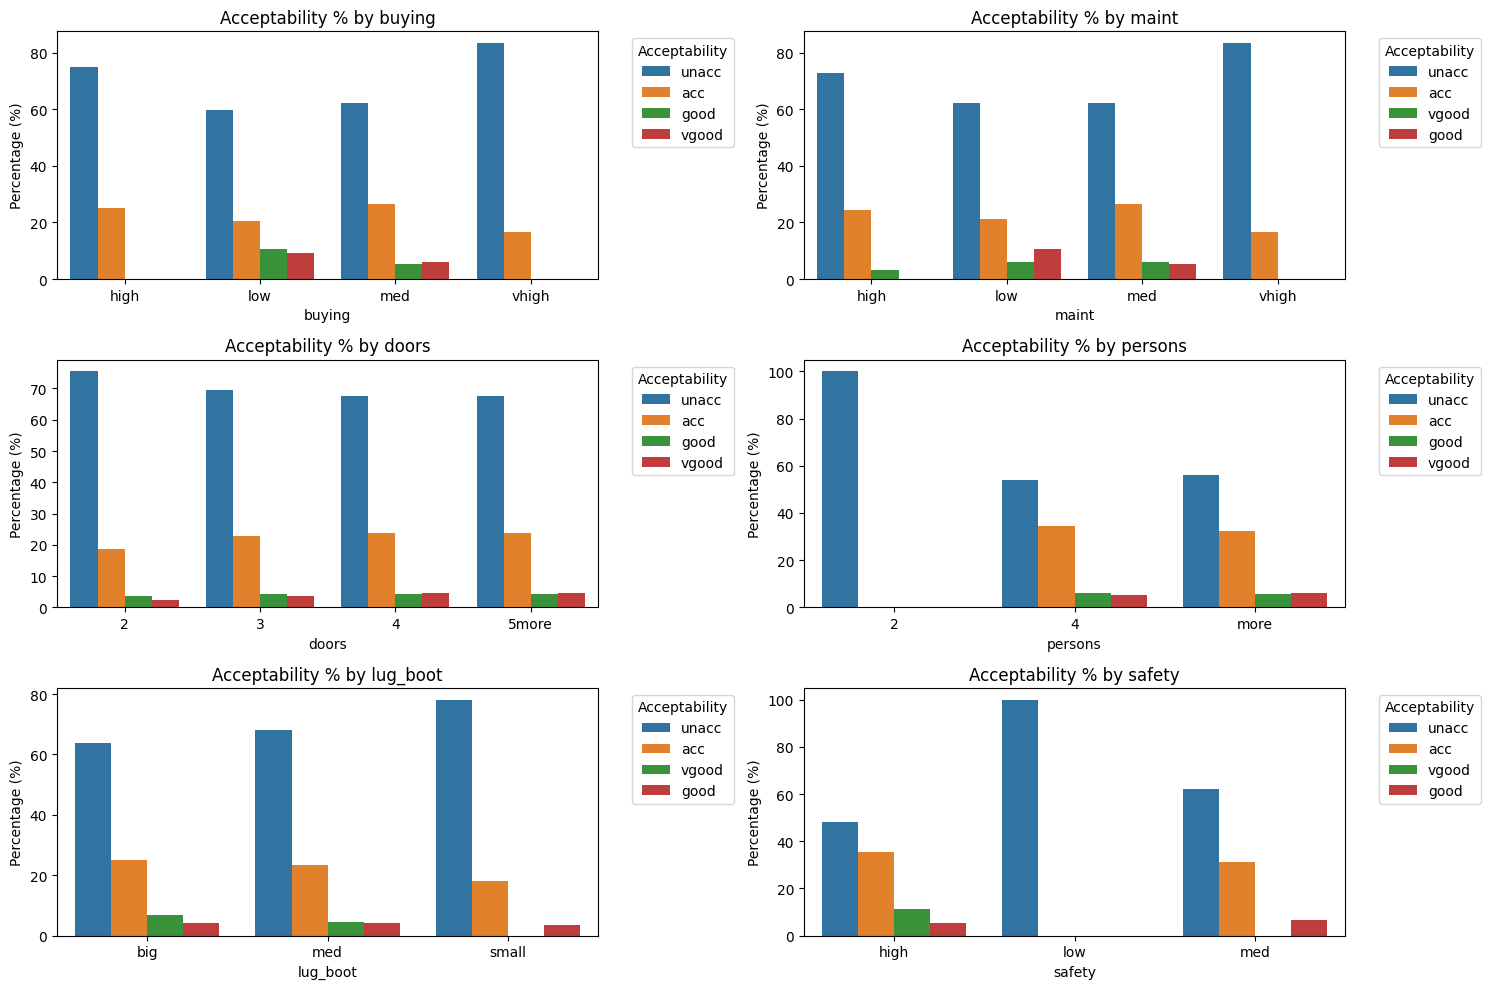 Acceptability % by buying
Percentage (%)
80
60
40
20
0
high low med vhigh
buying
Acceptability
unacc
acc
good
vgood
Acceptability % by maint
Percentage (%)
80
60
40
20
0
high low med vhigh
maint
Acceptability
unacc
acc
vgood
good
Acceptability % by doors
Percentage (%)
70
60
50
40
30
20
10
0
2 3 4 5more
doors
Acceptability
unacc
acc
good
vgood
Acceptability % by persons
Percentage (%)
100
80
60
40
20
0
2 4 more
persons
Acceptability
unacc
acc
good
vgood
Acceptability % by lug_boot
Percentage (%)
80
60
40
20
0
big med small
lug_boot
Acceptability
unacc
acc
vgood
good
Acceptability % by safety
Percentage (%)
100
80
60
40
20
0
high low med
safety
Acceptability
unacc
acc
vgood
good